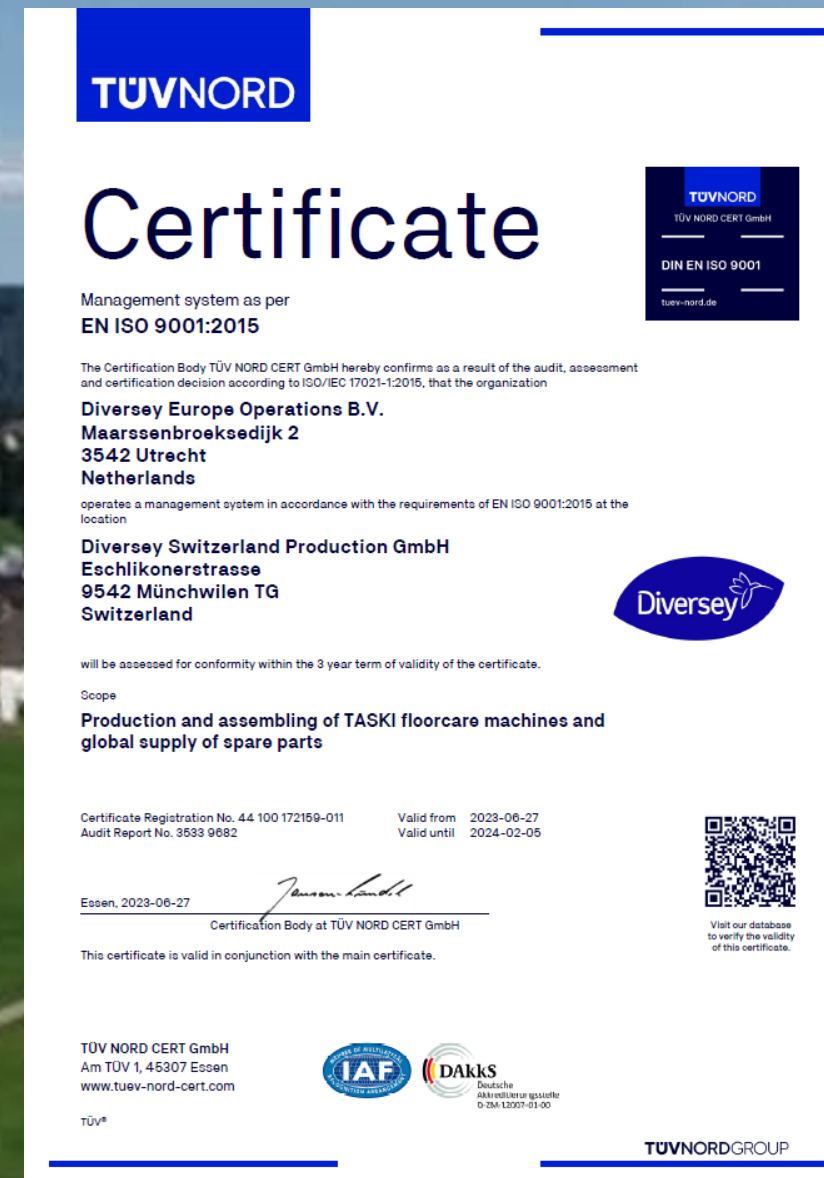 TÜVNORD
Certificate
TÜVNORD
TÜV NORD CERT GmbH
DIN EN ISO 9001
tuev-nord.de
Management system as per
EN ISO 9001:2015
The Certification Body TÜV NORD CERT GmbH hereby confirms as a result of the audit, assessment
and certification decision according to ISO/IEC 17021-1:2015, that the organization
Diversey Europe Operations B.V.
Maarssenbroeksedijk 2
3542 Utrecht
Netherlands
operates a management system in accordance with the requirements of EN ISO 9001:2015 at the
location
Diversey Switzerland Production GmbH
Eschlikonerstrasse
9542 Münchwilen TG
Switzerland
Diversey
will be assessed for conformity within the 3 year term of validity of the certificate.
Scope
Production and assembling of TASKI floorcare machines and
global supply of spare parts
Certificate Registration No. 44 100 172159-011
Audit Report No. 3533 9682
Valid from 2023-06-27
Valid until 2024-02-05
Essen, 2023-06-27
Certification Body at TÜV NORD CERT GmbH
Visit our database
to verify the validity
of this certificate.
This certificate is valid in conjunction with the main certificate.
TÜV NORD CERT GmbH
Am TÜV 1, 45307 Essen
www.tuev-nord-cert.com
TÜV®
MEMBER OF MULTILATERAL
IAF
RECOGNITION ARRANGEMENT
DAkkS
Deutsche
Akkreditierungsstelle
D-ZM-12007-01-00
TÜVNORDGROUP